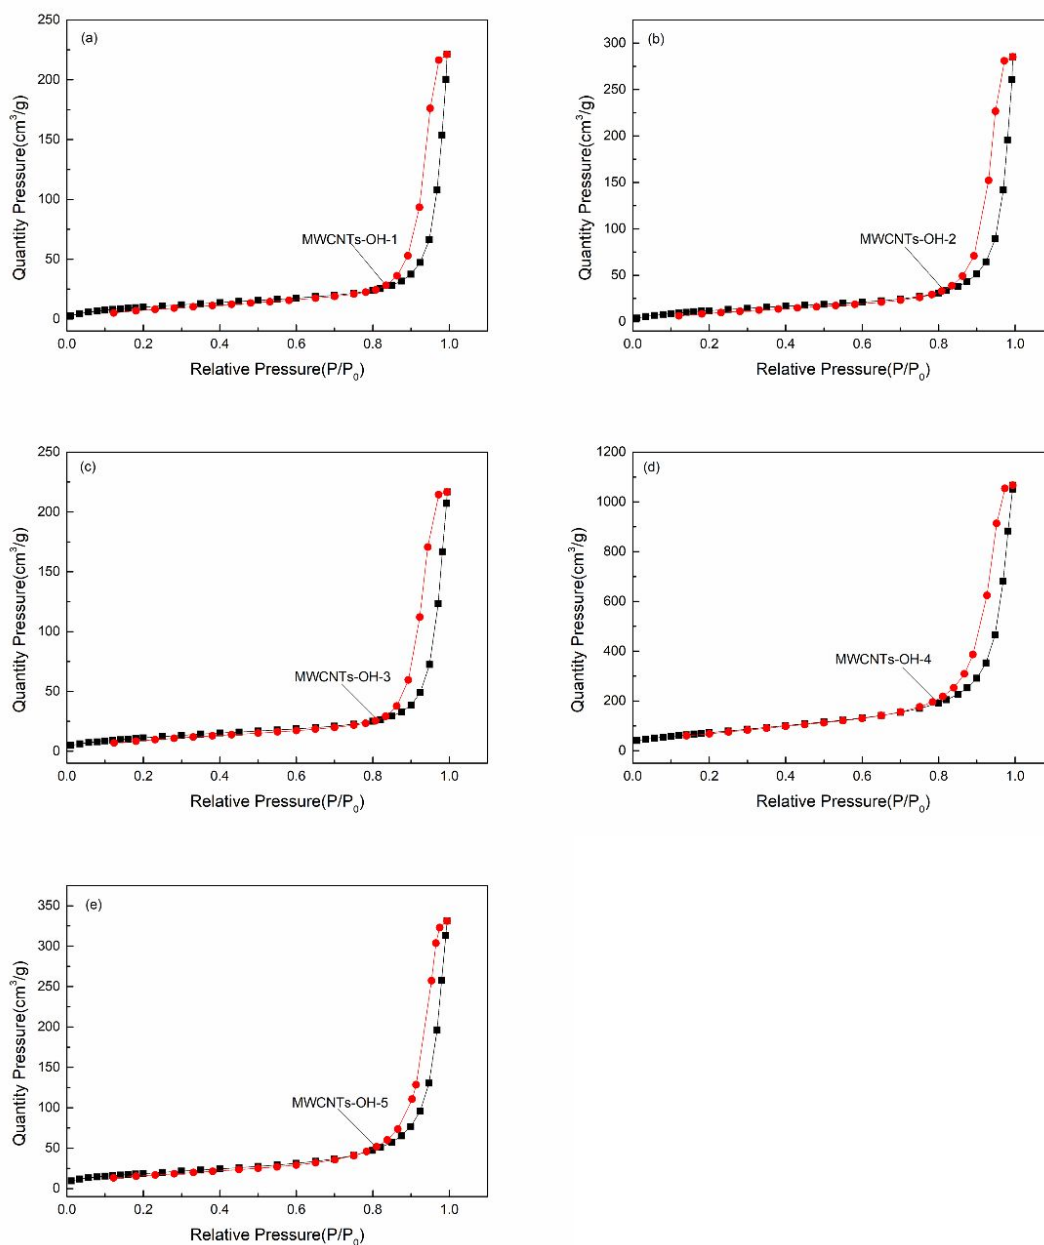 (a)
250
200
150
100
50
0
Quantity Pressure(cm³/g)
MWCNTs-OH-1
0.0 0.2 0.4 0.6 0.8 1.0
Relative Pressure(P/P₀)
(b)
300
250
200
150
100
50
0
Quantity Pressure(cm³/g)
MWCNTs-OH-2
0.0 0.2 0.4 0.6 0.8 1.0
Relative Pressure(P/P₀)
(c)
250
200
150
100
50
0
Quantity Pressure(cm³/g)
MWCNTs-OH-3
0.0 0.2 0.4 0.6 0.8 1.0
Relative Pressure(P/P₀)
(d)
1200
1000
800
600
400
200
0
Quantity Pressure(cm³/g)
MWCNTs-OH-4
0.0 0.2 0.4 0.6 0.8 1.0
Relative Pressure(P/P₀)
(e)
350
300
250
200
150
100
50
0
Quantity Pressure(cm³/g)
MWCNTs-OH-5
0.0 0.2 0.4 0.6 0.8 1.0
Relative Pressure(P/P₀)